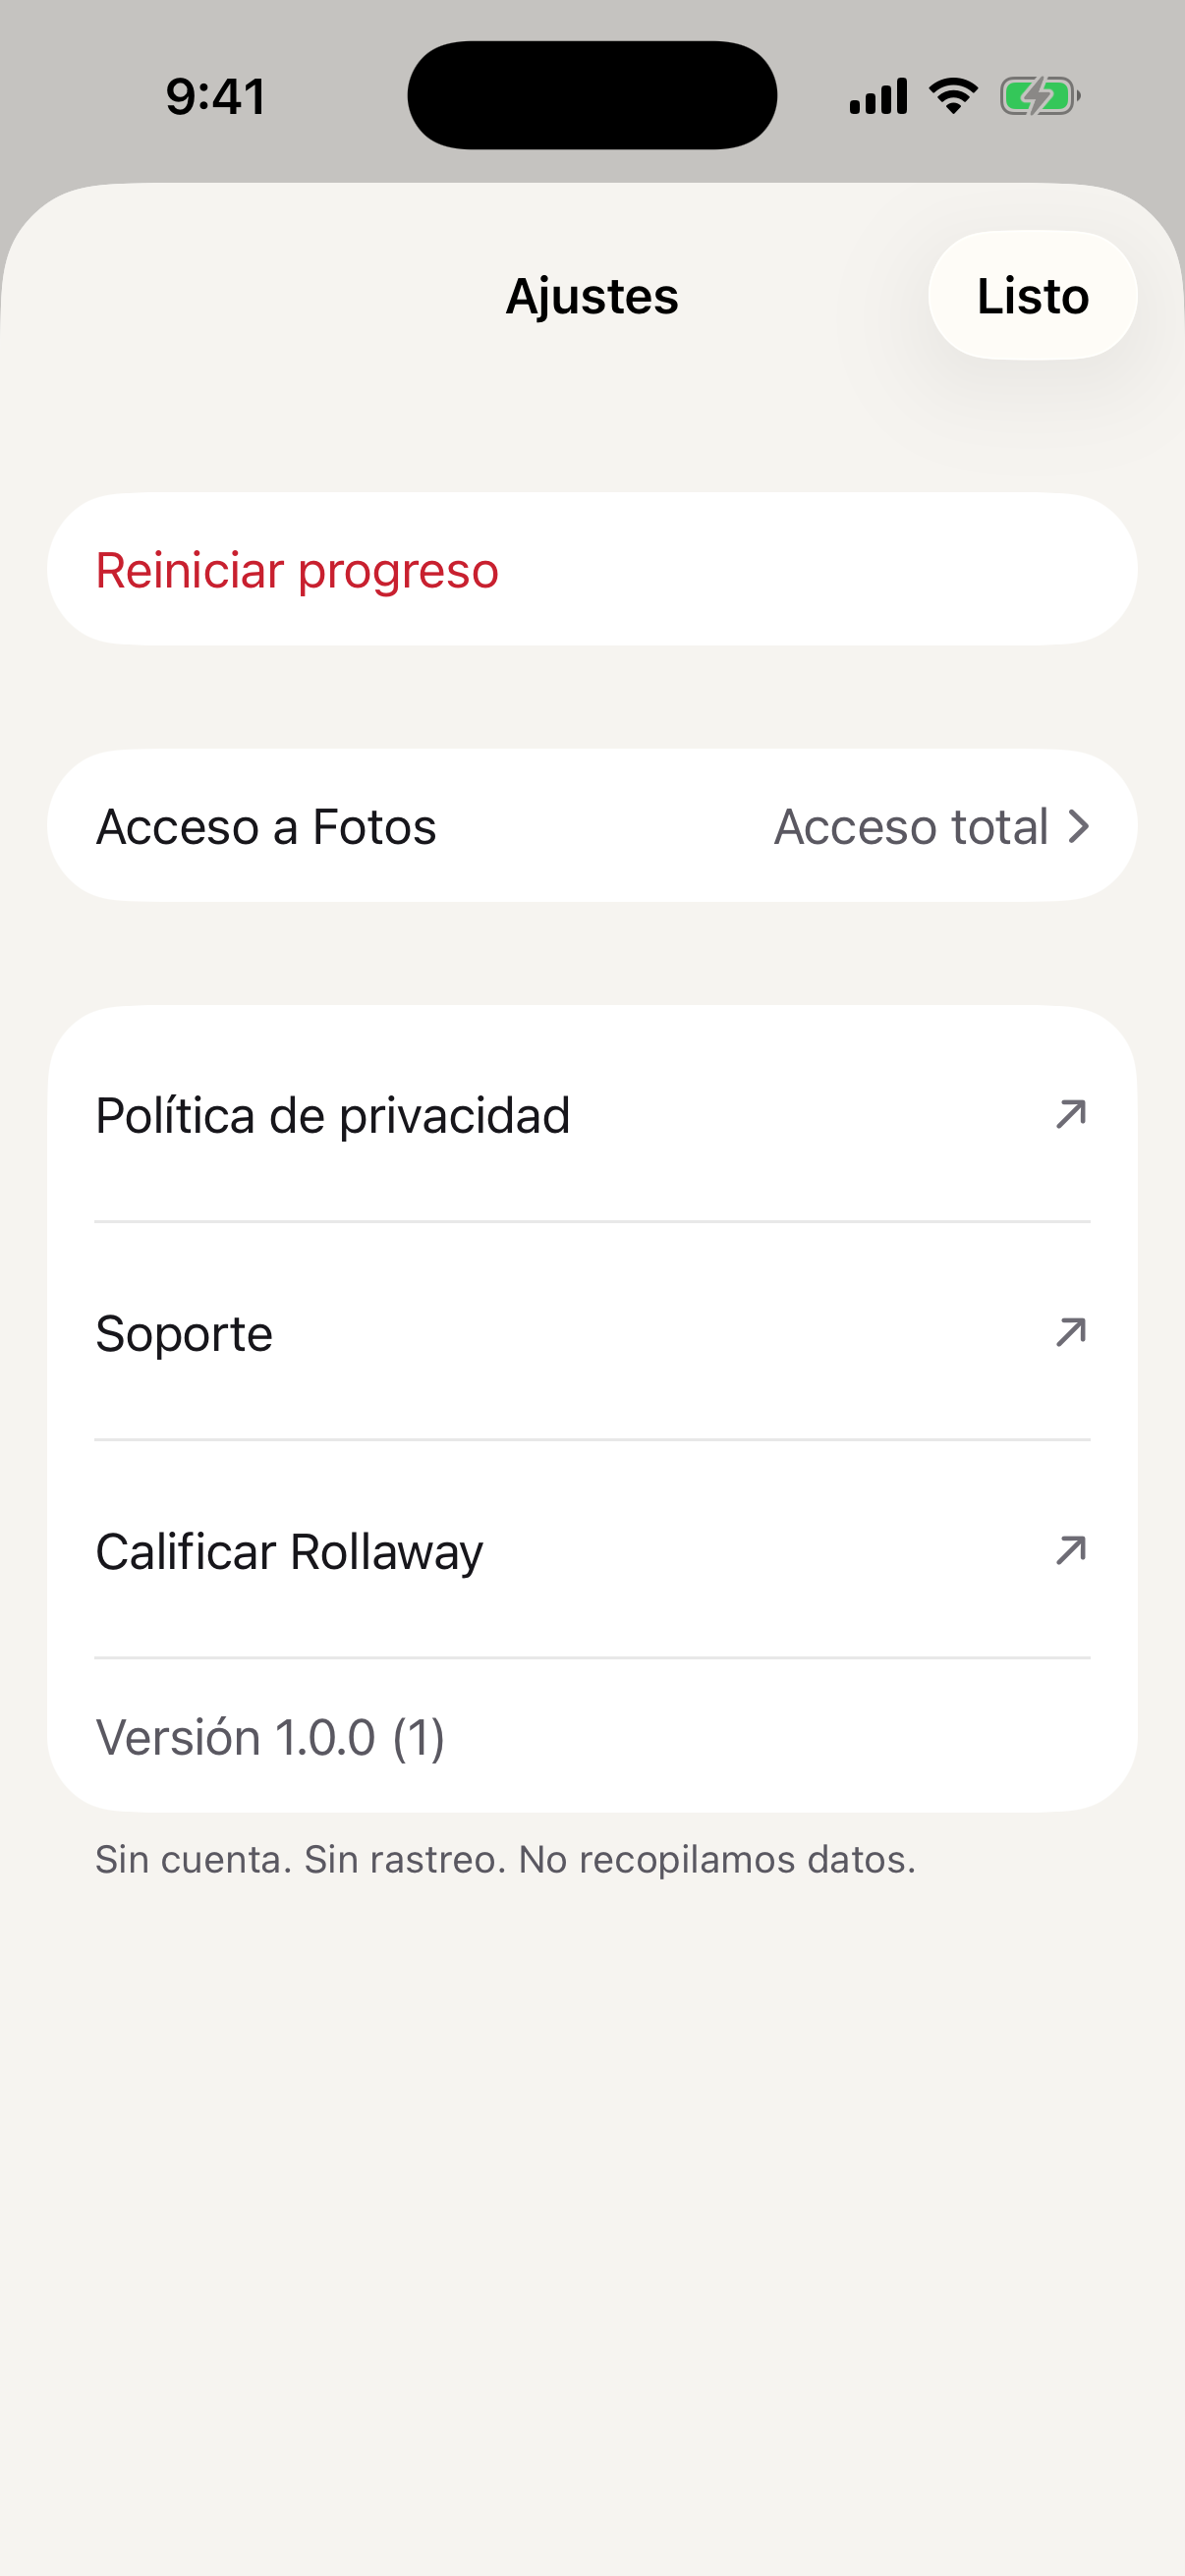 9:41
Ajustes
Listo
Reiniciar progreso
Acceso a Fotos Acceso total
Política de privacidad
Soporte
Calificar Rollaway
Versión 1.0.0 (1)
Sin cuenta. Sin rastreo. No recopilamos datos.